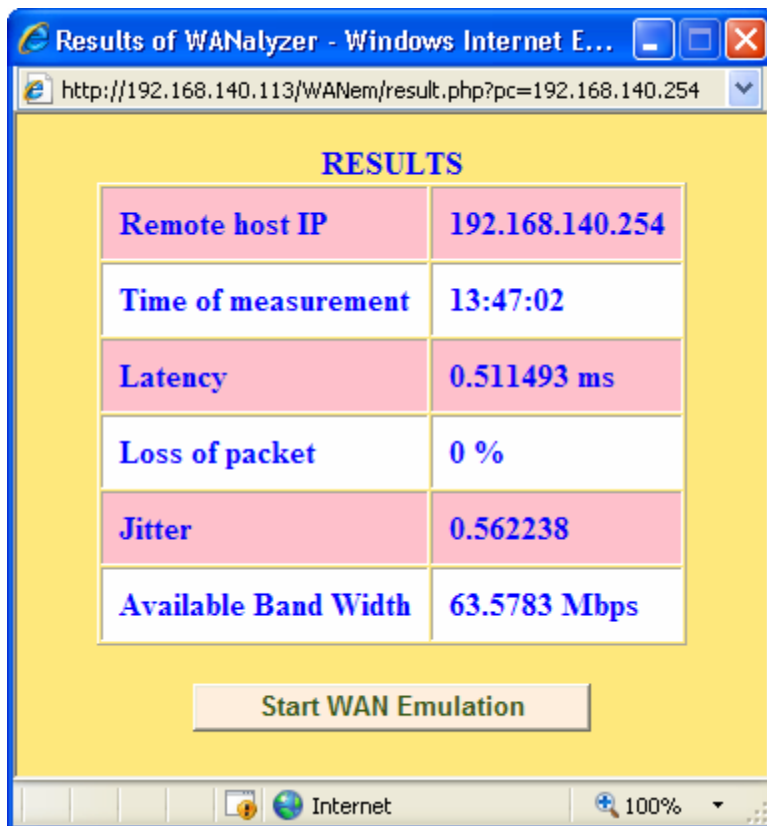 Results of WANalyzer - Windows Internet E...
http://192.168.140.113/WANem/result.php?pc=192.168.140.254
RESULTS
Remote host IP 192.168.140.254
Time of measurement 13:47:02
Latency 0.511493 ms
Loss of packet 0 %
Jitter 0.562238
Available Band Width 63.5783 Mbps
Start WAN Emulation
Internet 100%